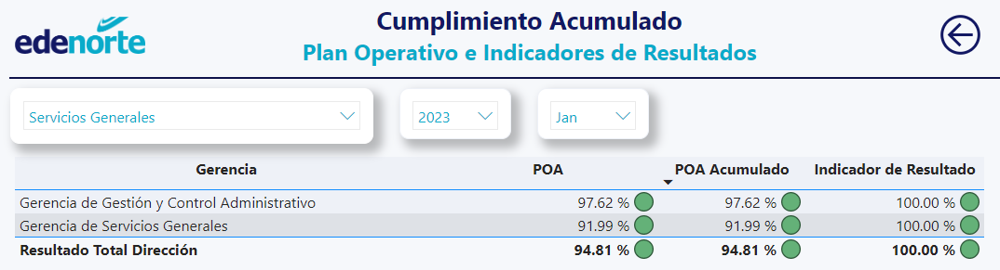 edenorte
Cumplimiento Acumulado
Plan Operativo e Indicadores de Resultados
Servicios Generales 2023 Jan
Gerencia POA POA Acumulado Indicador de Resultado
Gerencia de Gestión y Control Administrativo 97.62 % 97.62 % 100.00 %
Gerencia de Servicios Generales 91.99 % 91.99 % 100.00 %
Resultado Total Dirección 94.81 % 94.81 % 100.00 %